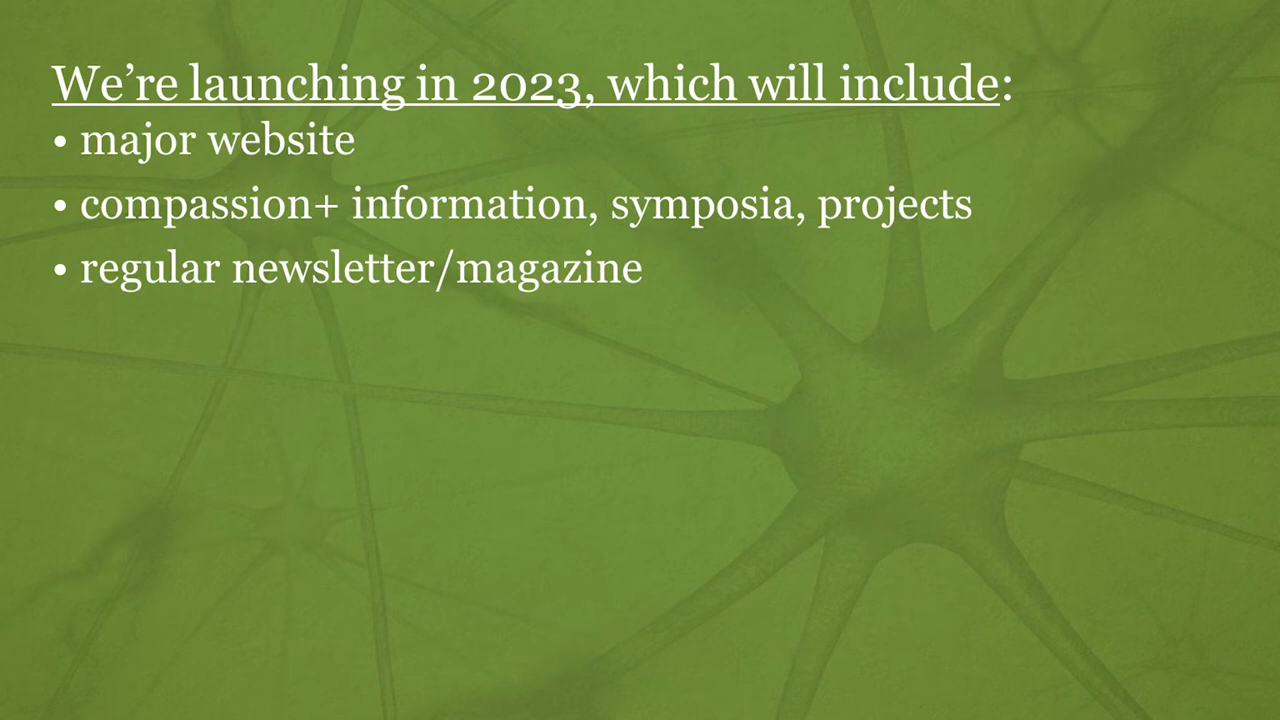 We’re launching in 2023, which will include:
• major website
• compassion+ information, symposia, projects
• regular newsletter/magazine